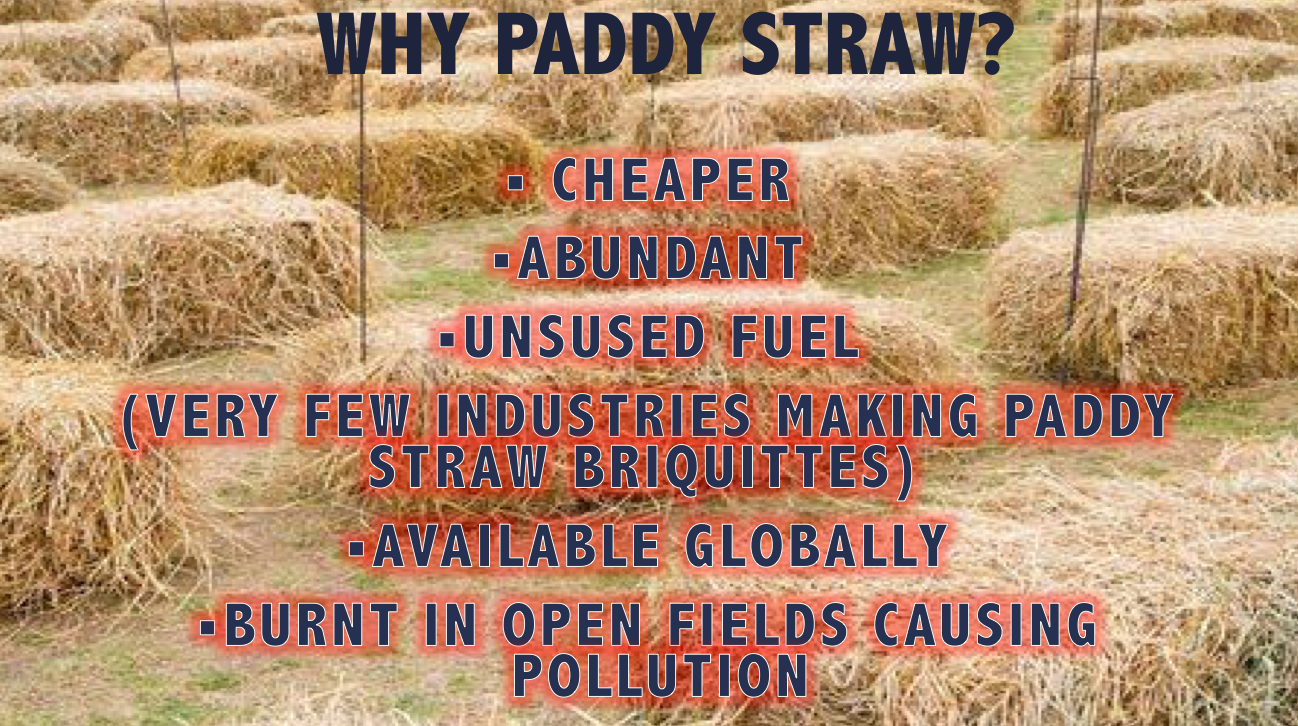 WHY PADDY STRAW?
▪ CHEAPER
▪ABUNDANT
▪UNSUSED FUEL
(VERY FEW INDUSTRIES MAKING PADDY
STRAW BRIQUITTES)
▪AVAILABLE GLOBALLY
▪BURNT IN OPEN FIELDS CAUSING
POLLUTION